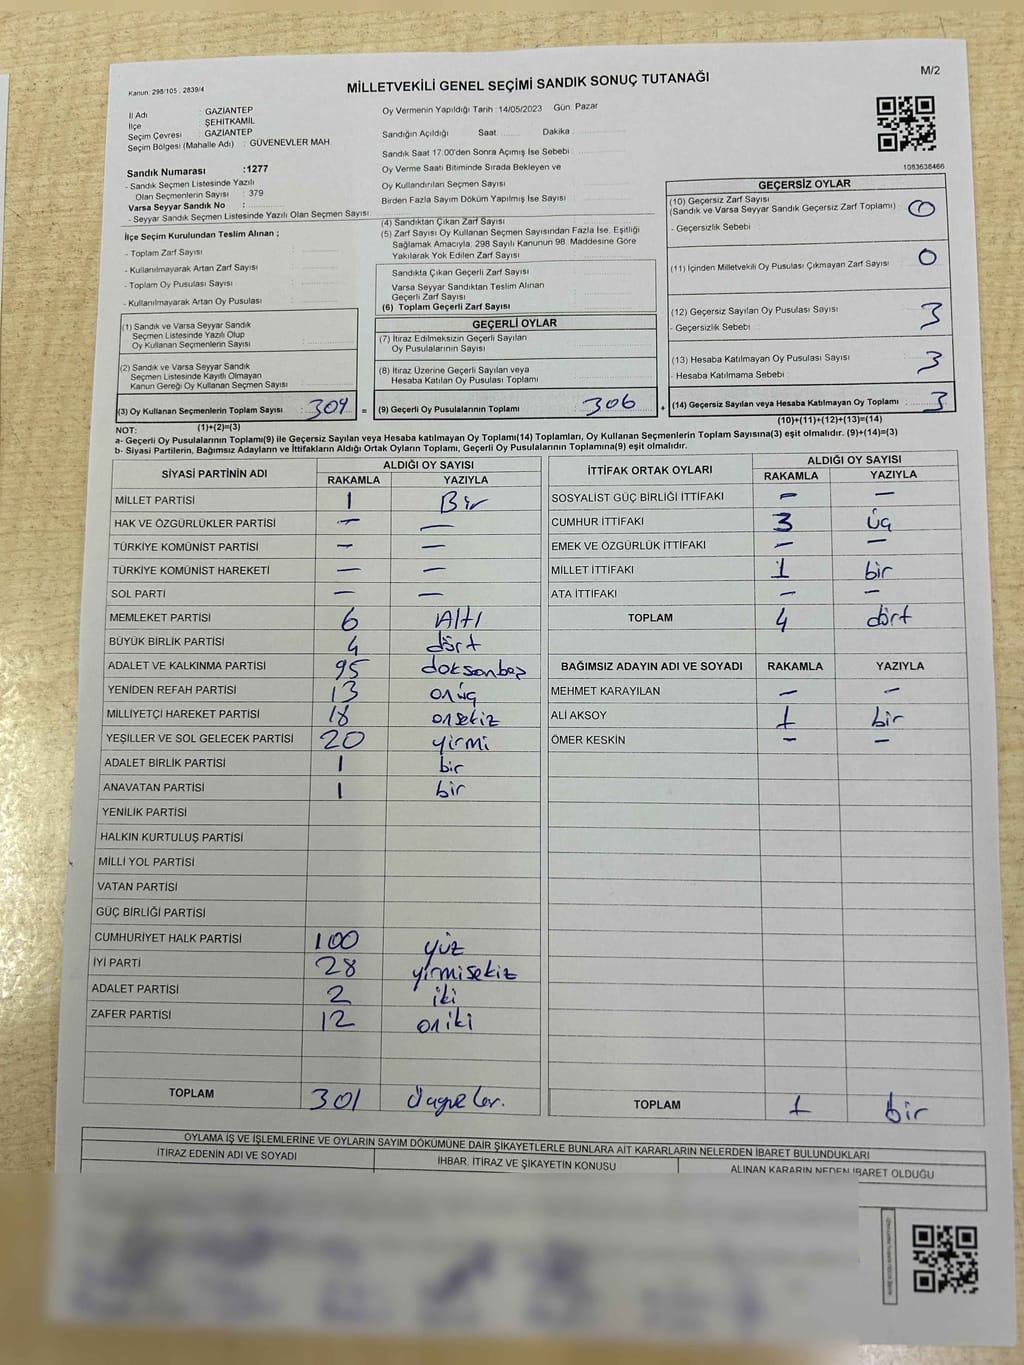 M/2
Kanun. 298/105 . 2839/4
MİLLETVEKİLİ GENEL SEÇİMİ SANDIK SONUÇ TUTANAĞI
İl Adı : GAZİANTEP
İlçe : ŞEHİTKAMİL
Seçim Çevresi : GAZİANTEP
Seçim Bölgesi (Mahalle Adı) : GÜVENEVLER MAH.
Sandık Numarası :1277
- Sandık Seçmen Listesinde Yazılı
Olan Seçmenlerin Sayısı : 379
Varsa Seyyar Sandık No :
- Seyyar Sandık Seçmen Listesinde Yazılı Olan Seçmen Sayısı
Oy Vermenin Yapıldığı Tarih :14/05/2023 Gün: Pazar
Sandığın Açıldığı Saat Dakika
Sandık Saat 17.00'den Sonra Açımış İse Sebebi
Oy Verme Saati Bitiminde Sırada Bekleyen ve
Oy Kullandırılan Seçmen Sayısı
Birden Fazla Sayım Döküm Yapılmış İse Sayısı
1083638466
İlçe Seçim Kurulundan Teslim Alınan ;
- Toplam Zarf Sayısı
- Kullanılmayarak Artan Zarf Sayısı
- Toplam Oy Pusulası Sayısı
- Kullanılmayarak Artan Oy Pusulası
(4) Sandıktan Çıkan Zarf Sayısı
(5) Zarf Sayısı Oy Kullanan Seçmen Sayısından Fazla İse, Eşitliği
Sağlamak Amacıyla, 298 Sayılı Kanunun 98. Maddesine Göre
Yakılarak Yok Edilen Zarf Sayısı
Sandıkta Çıkan Geçerli Zarf Sayısı
Varsa Seyyar Sandıktan Teslim Alınan
Geçerli Zarf Sayısı
(6) Toplam Geçerli Zarf Sayısı
GEÇERSİZ OYLAR
(10) Geçersiz Zarf Sayısı
(Sandık ve Varsa Seyyar Sandık Geçersiz Zarf Toplamı) 0
- Geçersizlik Sebebi
(11) İçinden Milletvekili Oy Pusulası Çıkmayan Zarf Sayısı 0
(12) Geçersiz Sayılan Oy Pusulası Sayısı 3
- Geçersizlik Sebebi
(13) Hesaba Katılmayan Oy Pusulası Sayısı 3
- Hesaba Katılmama Sebebi
(14) Geçersiz Sayılan veya Hesaba Katılmayan Oy Toplamı 3
(10)+(11)+(12)+(13)=(14)
(1) Sandık ve Varsa Seyyar Sandık
Seçmen Listesinde Yazılı Olup
Oy Kullanan Seçmenlerin Sayısı
(2) Sandık ve Varsa Seyyar Sandık
Seçmen Listesinde Kayıtlı Olmayan
Kanun Gereği Oy Kullanan Seçmen Sayısı
(3) Oy Kullanan Seçmenlerin Toplam Sayısı : 309 =
(1)+(2)=(3)
GEÇERLİ OYLAR
(7) İtiraz Edilmeksizin Geçerli Sayılan
Oy Pusulalarının Sayısı
(8) İtiraz Üzerine Geçerli Sayılan veya
Hesaba Katılan Oy Pusulası Toplamı
(9) Geçerli Oy Pusulalarının Toplamı 306 +
NOT:
a- Geçerli Oy Pusulalarının Toplamı(9) ile Geçersiz Sayılan veya Hesaba katılmayan Oy Toplamı(14) Toplamları, Oy Kullanan Seçmenlerin Toplam Sayısına(3) eşit olmalıdır. (9)+(14)=(3)
b- Siyasi Partilerin, Bağımsız Adayların ve İttifakların Aldığı Ortak Oyların Toplamı, Geçerli Oy Pusulalarının Toplamına(9) eşit olmalıdır.
SİYASİ PARTİNİN ADI ALDIĞI OY SAYISI
RAKAMLA YAZIYLA
MİLLET PARTİSİ 1 Bir
HAK VE ÖZGÜRLÜKLER PARTİSİ — —
TÜRKİYE KOMÜNİST PARTİSİ — —
TÜRKİYE KOMÜNİST HAREKETİ — —
SOL PARTİ — —
MEMLEKET PARTİSİ 6 Altı
BÜYÜK BİRLİK PARTİSİ 4 dört
ADALET VE KALKINMA PARTİSİ 95 doksanbeş
YENİDEN REFAH PARTİSİ 13 onüç
MİLLİYETÇİ HAREKET PARTİSİ 18 onsekiz
YEŞİLLER VE SOL GELECEK PARTİSİ 20 yirmi
ADALET BİRLİK PARTİSİ 1 bir
ANAVATAN PARTİSİ 1 bir
YENİLİK PARTİSİ
HALKIN KURTULUŞ PARTİSİ
MİLLİ YOL PARTİSİ
VATAN PARTİSİ
GÜÇ BİRLİĞİ PARTİSİ
CUMHURİYET HALK PARTİSİ 100 yüz
İYİ PARTİ 28 yirmisekiz
ADALET PARTİSİ 2 iki
ZAFER PARTİSİ 12 oniki
TOPLAM 301
İTTİFAK ORTAK OYLARI ALDIĞI OY SAYISI
RAKAMLA YAZIYLA
SOSYALİST GÜÇ BİRLİĞİ İTTİFAKI — —
CUMHUR İTTİFAKI 3 üç
EMEK VE ÖZGÜRLÜK İTTİFAKI — —
MİLLET İTTİFAKI 1 bir
ATA İTTİFAKI — —
TOPLAM 4 dört
BAĞIMSIZ ADAYIN ADI VE SOYADI RAKAMLA YAZIYLA
MEHMET KARAYILAN — —
ALİ AKSOY 1 bir
ÖMER KESKİN — —
TOPLAM 1 bir
OYLAMA İŞ VE İŞLEMLERİNE VE OYLARIN SAYIM DÖKÜMÜNE DAİR ŞİKAYETLERLE BUNLARA AİT KARARLARIN NELERDEN İBARET BULUNDUKLARI
İTİRAZ EDENİN ADI VE SOYADI İHBAR, İTİRAZ VE ŞİKAYETİN KONUSU ALINAN KARARIN NEDEN İBARET OLDUĞU